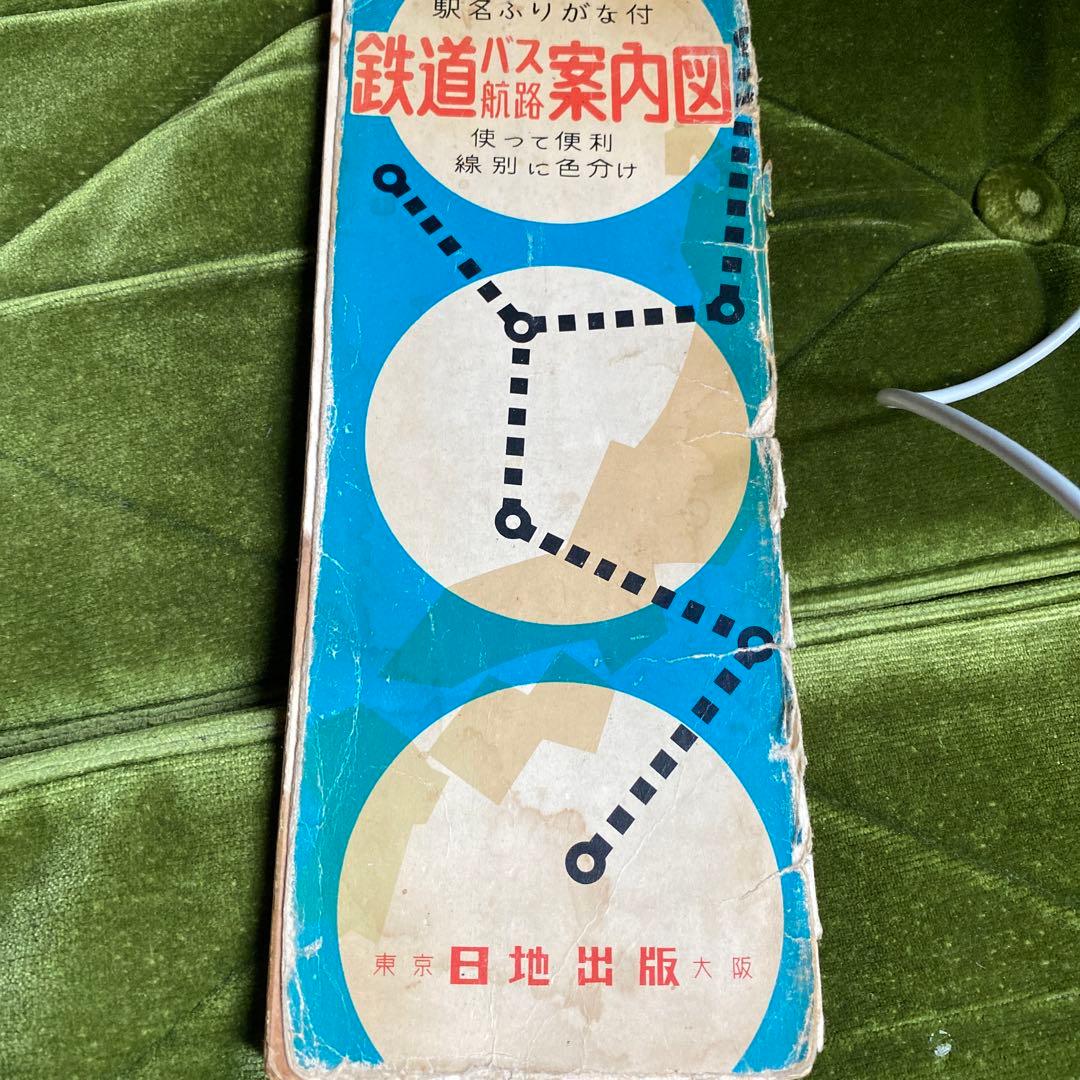 駅名ふりがな付
鉄道バス航路案内図
使って便利
線別に色分け
東京 日地出版 大阪